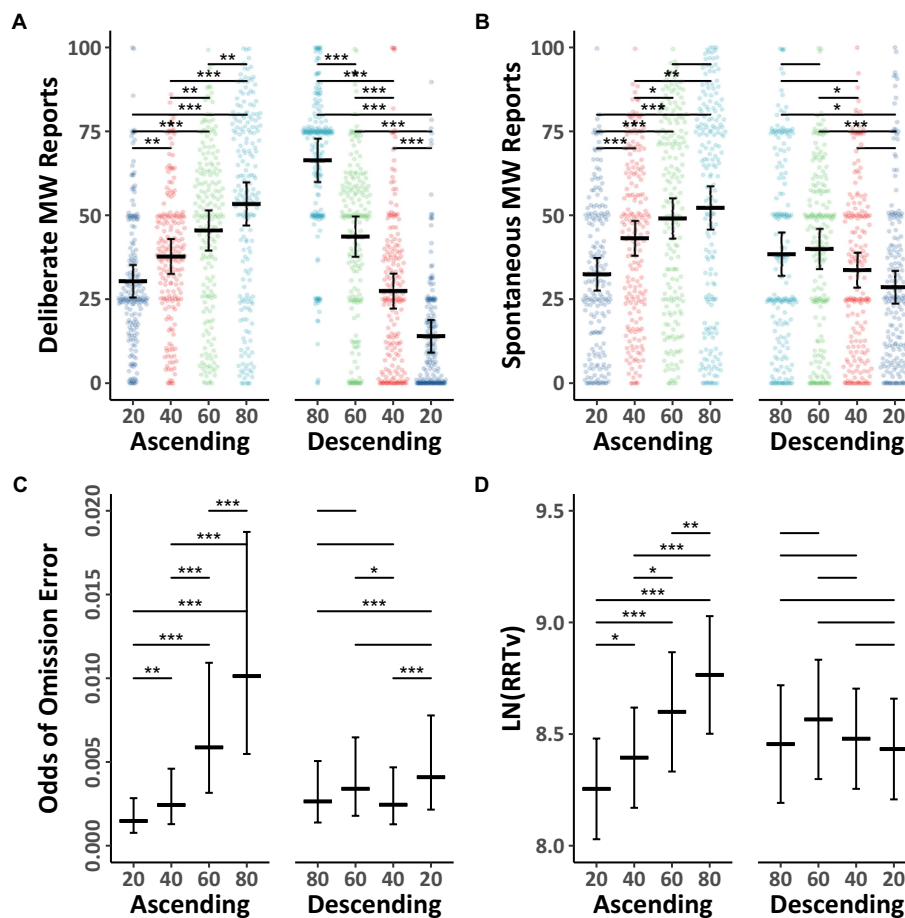 A
Deliberate MW Reports
100
75
50
25
0
**
***
**
***
***
**
***
***
***
***
***
***
20 40 60 80
Ascending
80 60 40 20
Descending
B
Spontaneous MW Reports
100
75
50
25
0
**
*
***
***
***
*
*
***
20 40 60 80
Ascending
80 60 40 20
Descending
C
Odds of Omission Error
0.020
0.015
0.010
0.005
0.000
***
***
***
***
***
**
*
***
***
20 40 60 80
Ascending
80 60 40 20
Descending
D
LN(RRTv)
9.5
9.0
8.5
8.0
**
***
*
***
***
*
20 40 60 80
Ascending
80 60 40 20
Descending